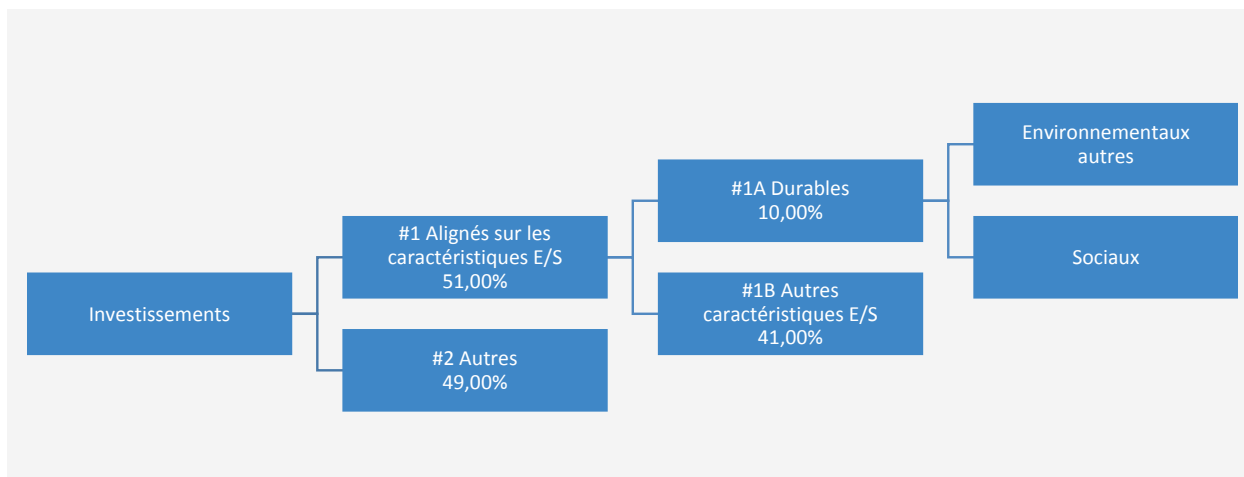 Investissements
#1 Alignés sur les
caractéristiques E/S
51,00%
#2 Autres
49,00%
#1A Durables
10,00%
#1B Autres
caractéristiques E/S
41,00%
Environnementaux
autres
Sociaux